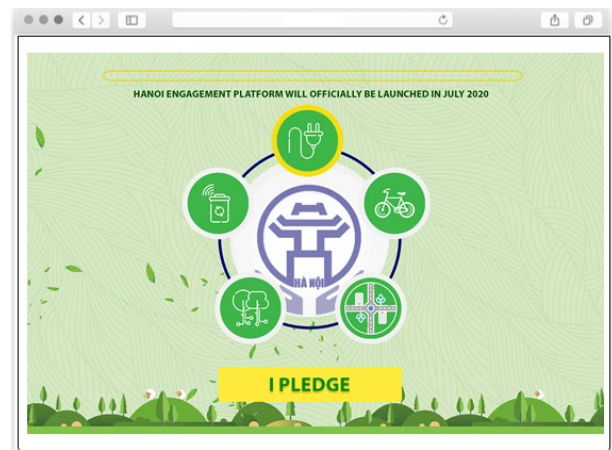 HANOI ENGAGEMENT PLATFORM WILL OFFICIALLY BE LAUNCHED IN JULY 2020
HÀ NỘI
I PLEDGE